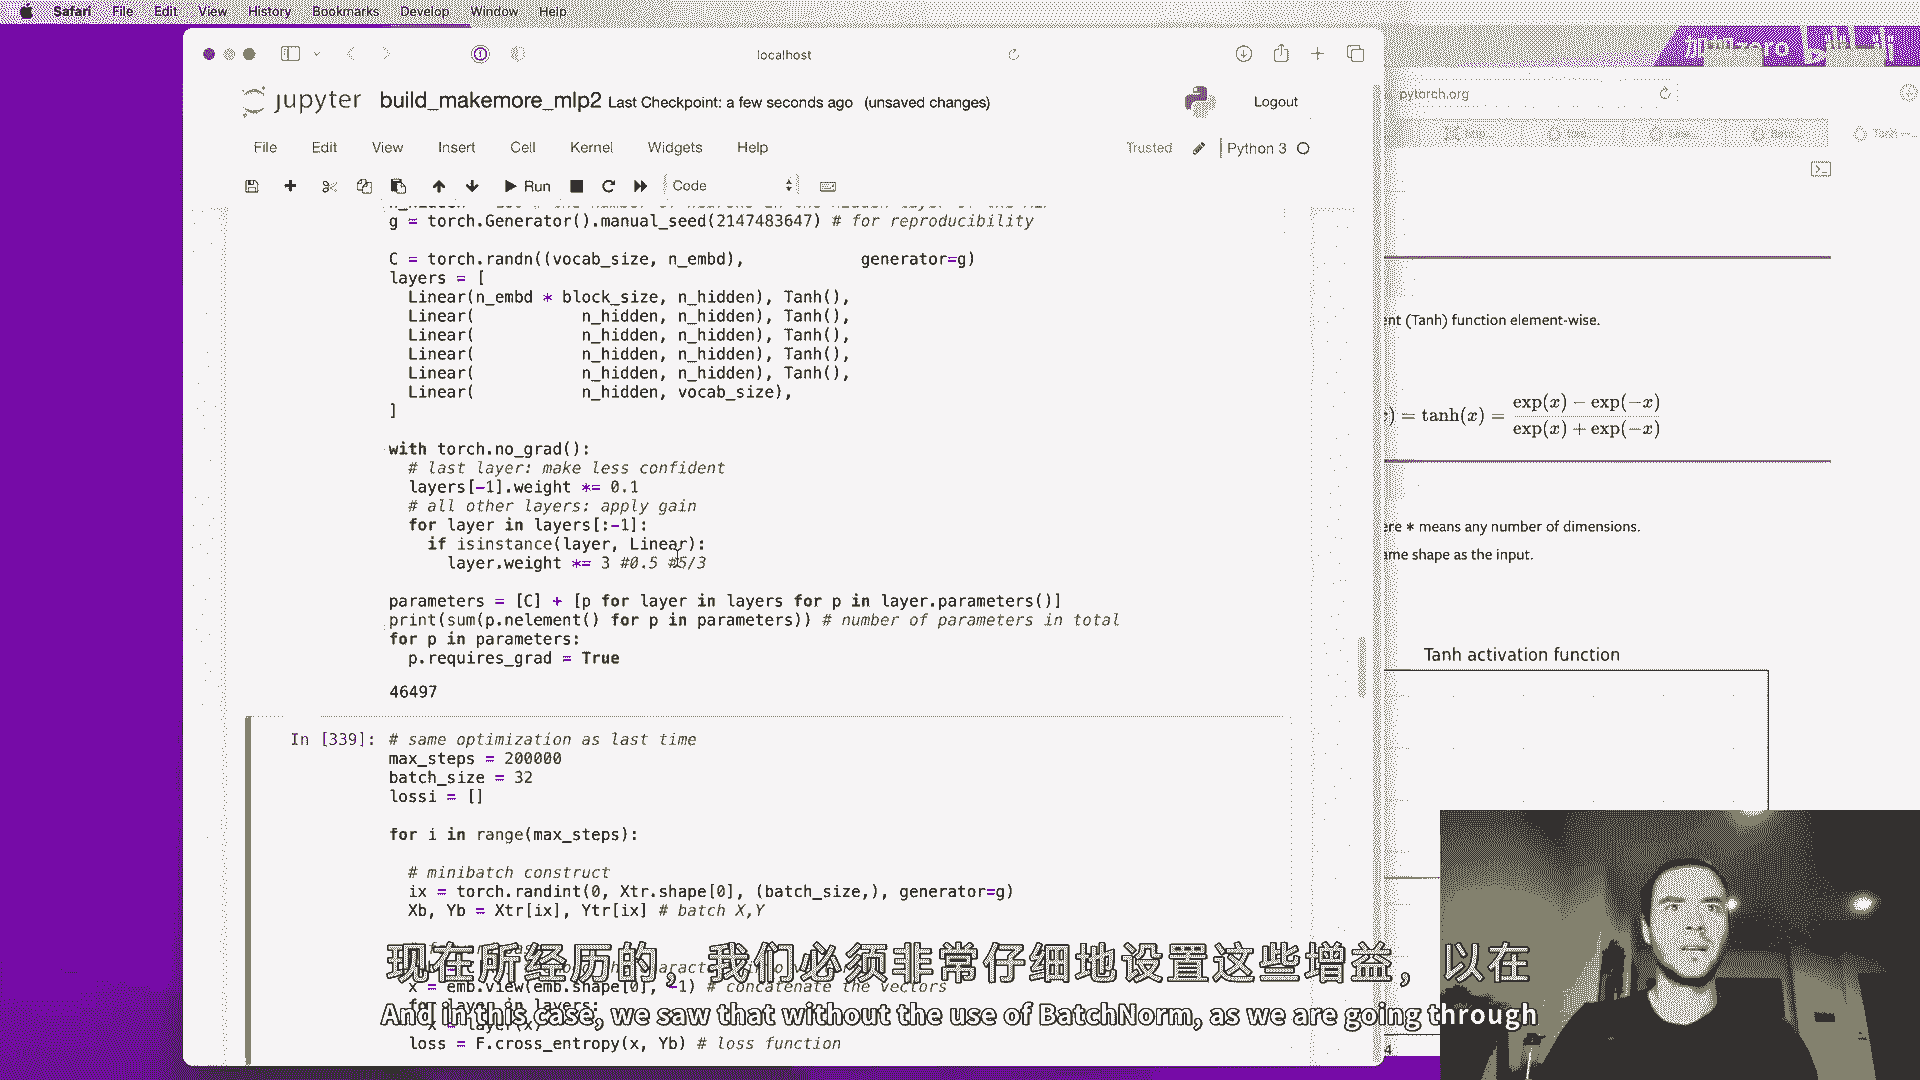 Safari File Edit View History Bookmarks Develop Window Help
localhost
jupyter build_makemore_mlp2 Last Checkpoint: a few seconds ago (unsaved changes)
Logout
File Edit View Insert Cell Kernel Widgets Help
Trusted Python 3
Run Code
g = torch.Generator().manual_seed(2147483647) # for reproducibility
C = torch.randn((vocab_size, n_embd), generator=g)
layers = [
Linear(n_embd * block_size, n_hidden), Tanh(),
Linear( n_hidden, n_hidden), Tanh(),
Linear( n_hidden, n_hidden), Tanh(),
Linear( n_hidden, n_hidden), Tanh(),
Linear( n_hidden, n_hidden), Tanh(),
Linear( n_hidden, vocab_size),
]
with torch.no_grad():
# last layer: make less confident
layers[-1].weight *= 0.1
# all other layers: apply gain
for layer in layers[:-1]:
if isinstance(layer, Linear):
layer.weight *= 3 #0.5 #5/3
parameters = [C] + [p for layer in layers for p in layer.parameters()]
print(sum(p.nelement() for p in parameters)) # number of parameters in total
for p in parameters:
p.requires_grad = True
46497
In [339]: # same optimization as last time
max_steps = 200000
batch_size = 32
lossi = []
for i in range(max_steps):
# minibatch construct
ix = torch.randint(0, Xtr.shape[0], (batch_size,), generator=g)
Xb, Yb = Xtr[ix], Ytr[ix] # batch X,Y
x = emb.view(emb.shape[0], -1) # concatenate the vectors
for layer in layers:
x = layer(x)
loss = F.cross_entropy(x, Yb) # loss function
pytorch.org
ent (Tanh) function element-wise.
) = tanh(x) = exp(x) − exp(−x) / exp(x) + exp(−x)
ere * means any number of dimensions.
ame shape as the input.
Tanh activation function
现在所经历的，我们必须非常仔细地设置这些增益，以在
And in this case, we saw that without the use of BatchNorm, as we are going through